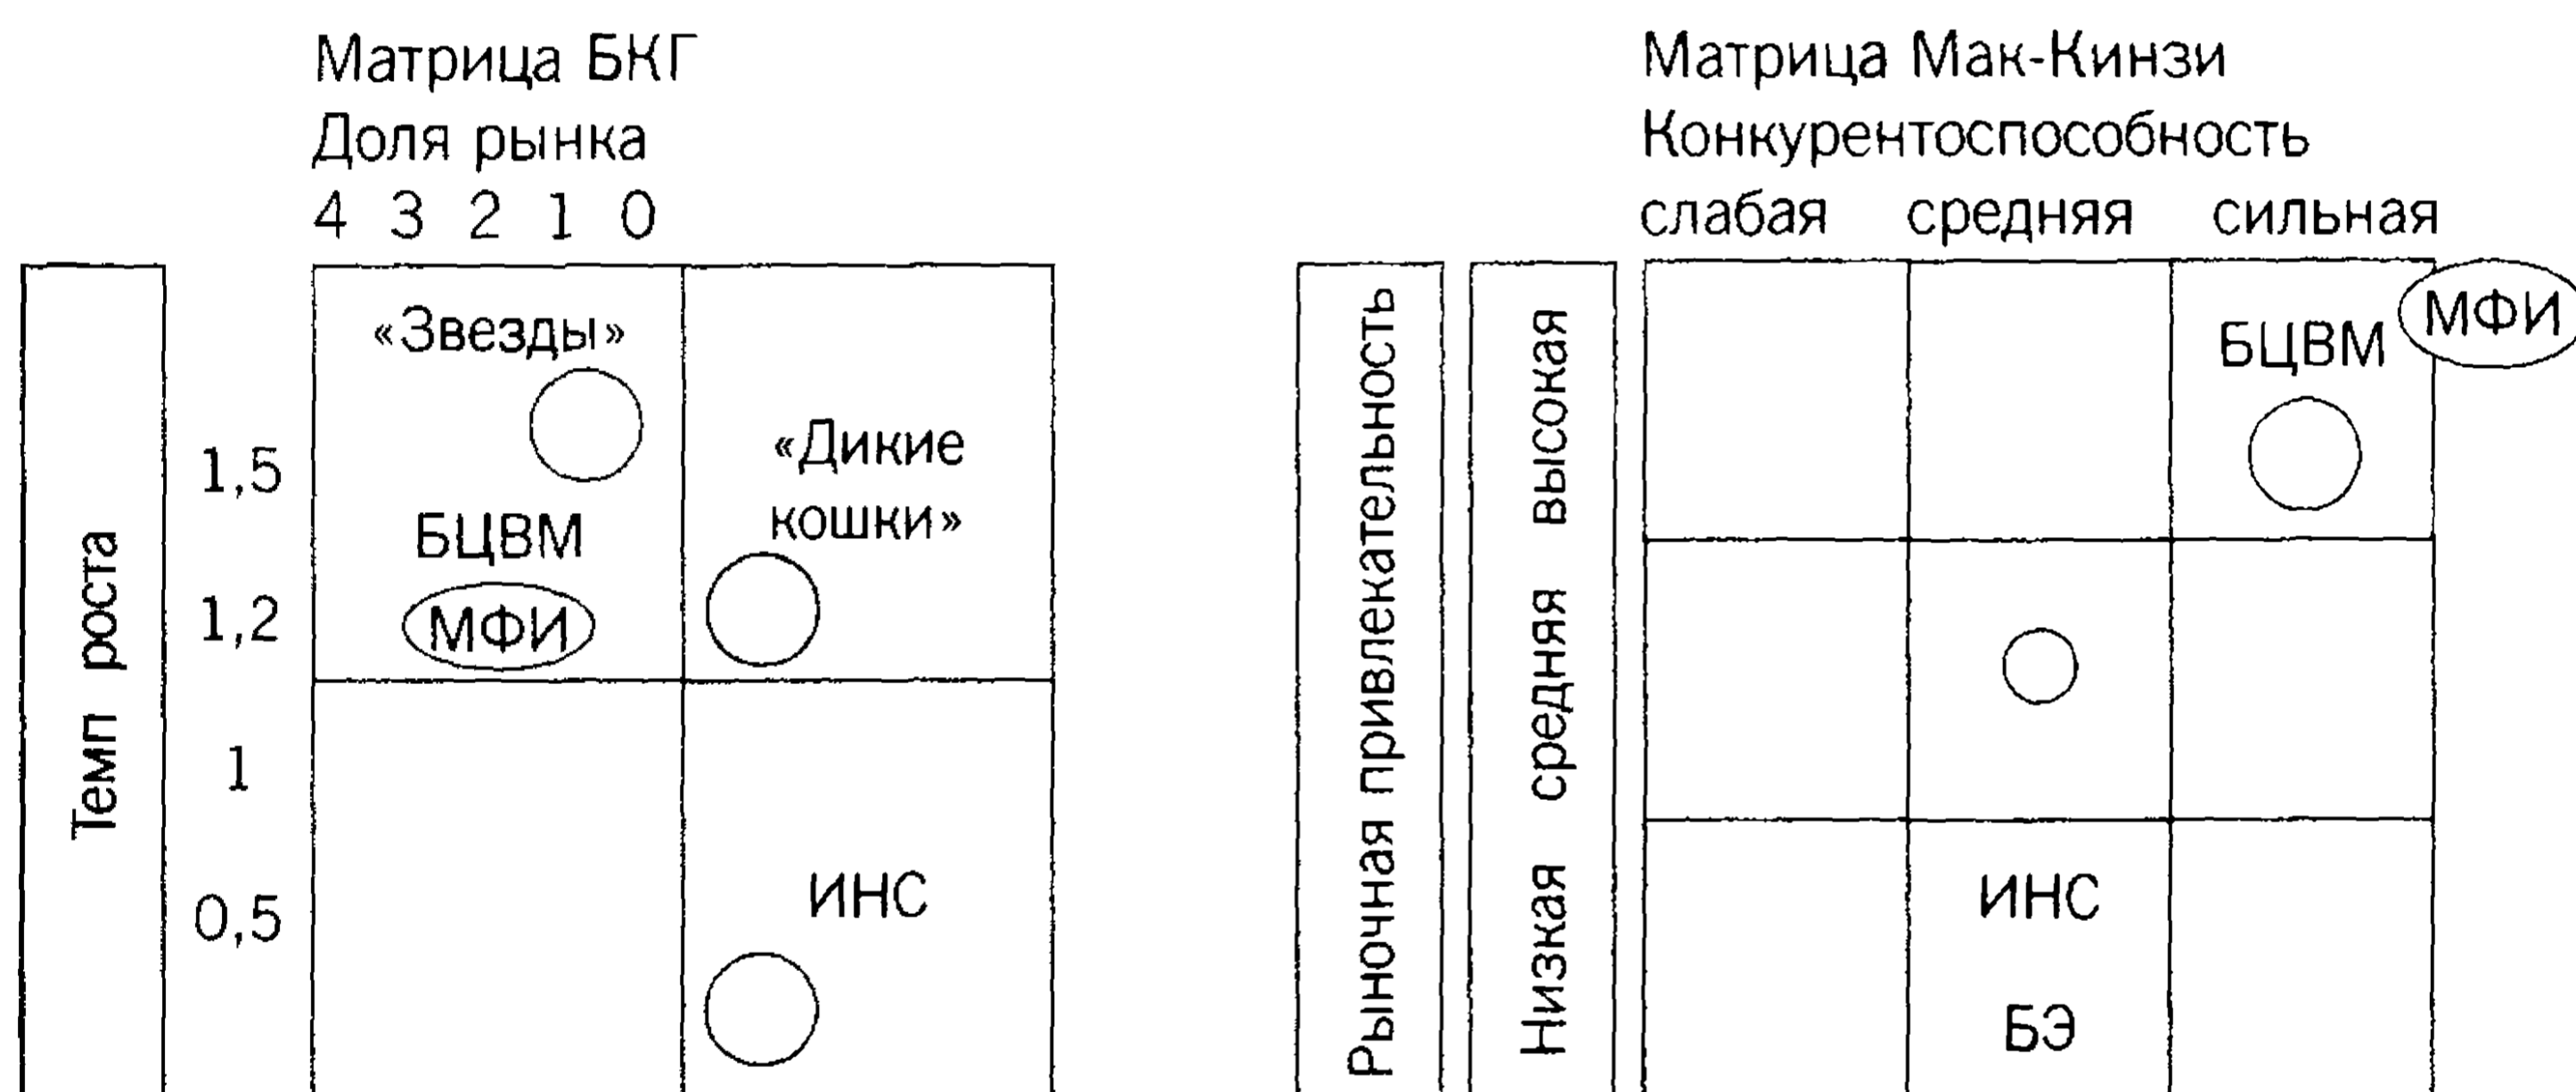 Матрица БКГ
Доля рынка
4 3 2 1 0
Темп роста
1,5
1,2
1
0,5
«Звезды»
БЦВМ
МФИ
«Дикие
кошки»
ИНС
Матрица Мак-Кинзи
Конкурентоспособность
слабая средняя сильная
Рыночная привлекательность
Низкая средняя высокая
БЦВМ
МФИ
ИНС
БЭ